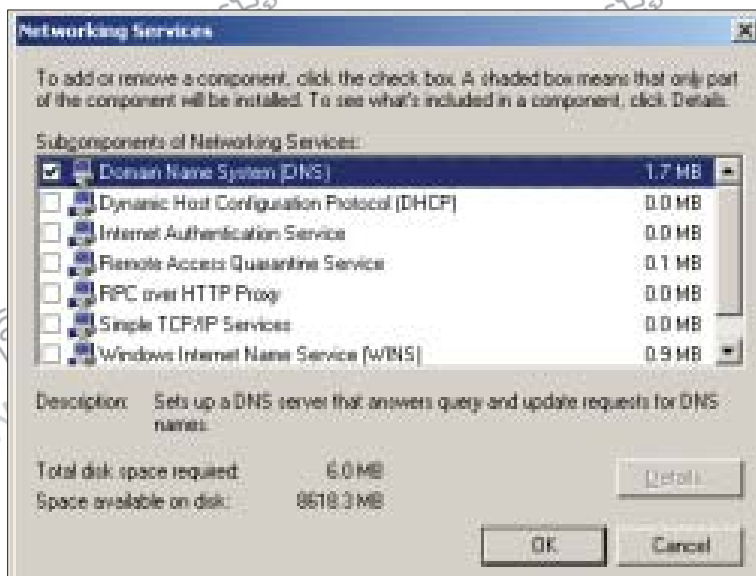 Networking Services
To add or remove a component, click the check box. A shaded box means that only part
of the component will be installed. To see what's included in a component, click Details.
Subcomponents of Networking Services:
Domain Name System (DNS) 1.7 MB
Dynamic Host Configuration Protocol (DHCP) 0.0 MB
Internet Authentication Service 0.0 MB
Remote Access Quarantine Service 0.1 MB
RPC over HTTP Proxy 0.0 MB
Simple TCP/IP Services 0.0 MB
Windows Internet Name Service (WINS) 0.9 MB
Description: Sets up a DNS server that answers query and update requests for DNS
names.
Total disk space required: 6.0 MB
Space available on disk: 8618.3 MB
Details...
OK Cancel